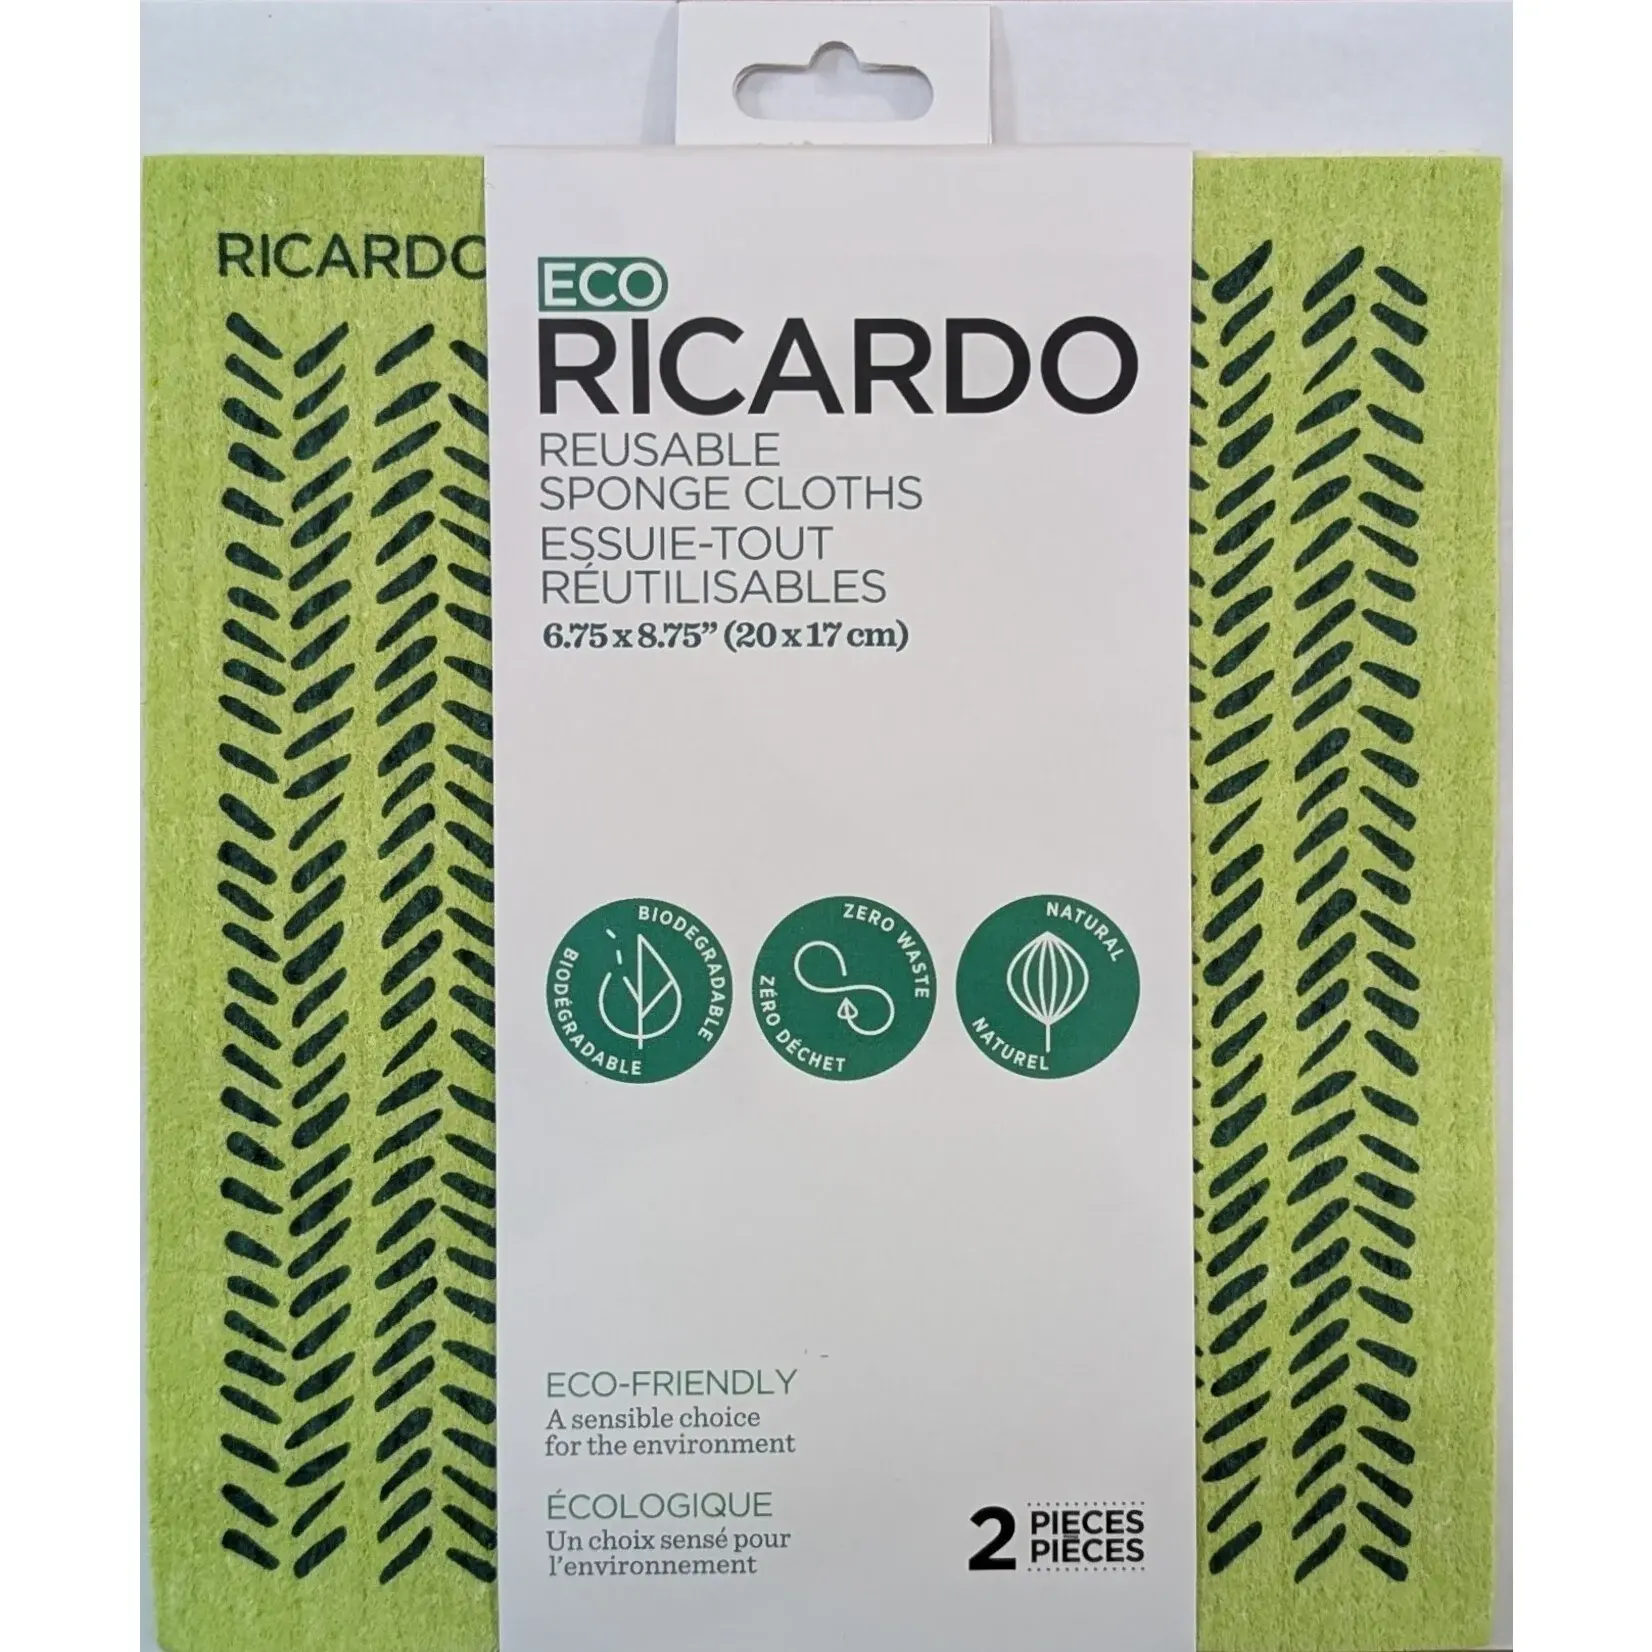 RICARDO
ECO
RICARDO
REUSABLE
SPONGE CLOTHS
ESSUIE-TOUT
RÉUTILISABLES
6.75 x 8.75” (20 x 17 cm)
BIODEGRADABLE
BIODÉGRADABLE
ZERO WASTE
ZÉRO DÉCHET
NATURAL
NATUREL
ECO-FRIENDLY
A sensible choice
for the environment
ÉCOLOGIQUE
Un choix sensé pour
l’environnement
2 PIECES
PIÈCES